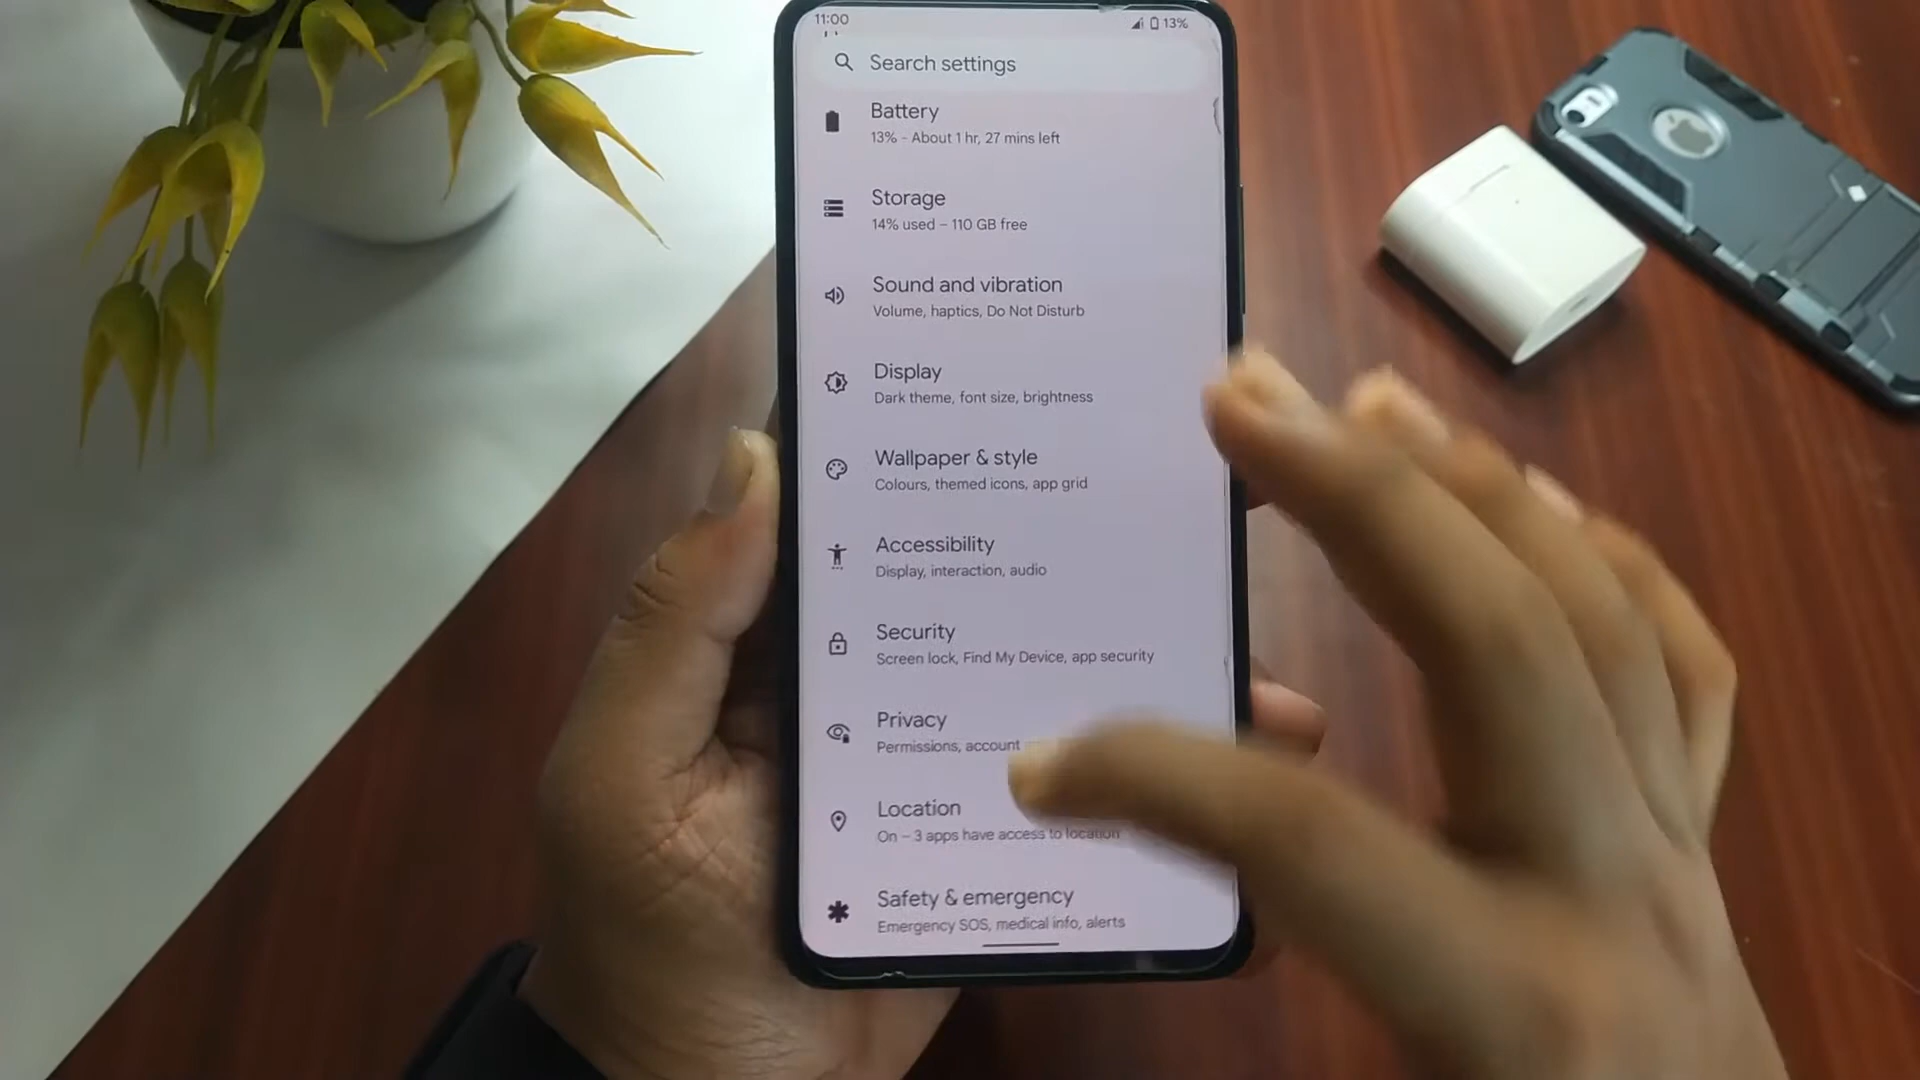 11:00
13%
Search settings
Battery
13% - About 1 hr, 27 mins left
Storage
14% used – 110 GB free
Sound and vibration
Volume, haptics, Do Not Disturb
Display
Dark theme, font size, brightness
Wallpaper & style
Colours, themed icons, app grid
Accessibility
Display, interaction, audio
Security
Screen lock, Find My Device, app security
Privacy
Permissions, account
Location
On – 3 apps have access to location
Safety & emergency
Emergency SOS, medical info, alerts